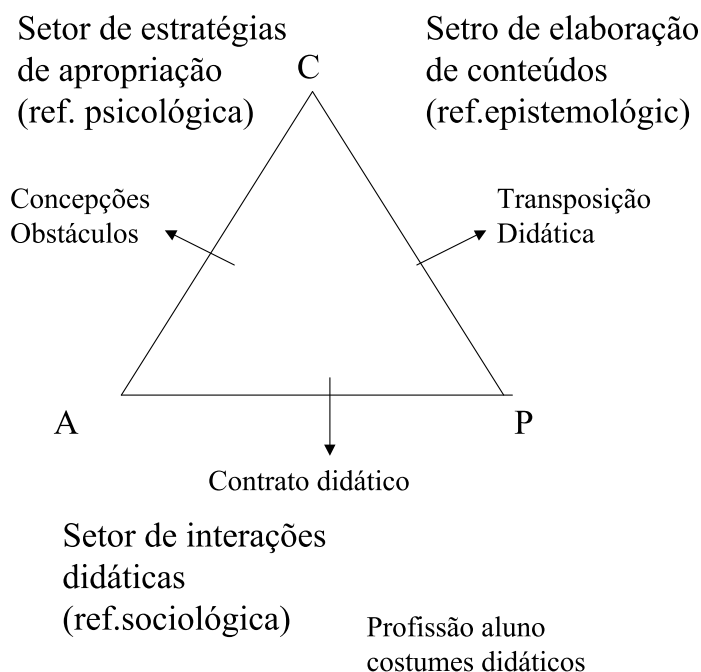 Setor de estratégias
de apropriação
(ref. psicológica)
C
Setro de elaboração
de conteúdos
(ref.epistemológic)
Concepções
Obstáculos
Transposição
Didática
A
P
Contrato didático
Setor de interações
didáticas
(ref.sociológica)
Profissão aluno
costumes didáticos